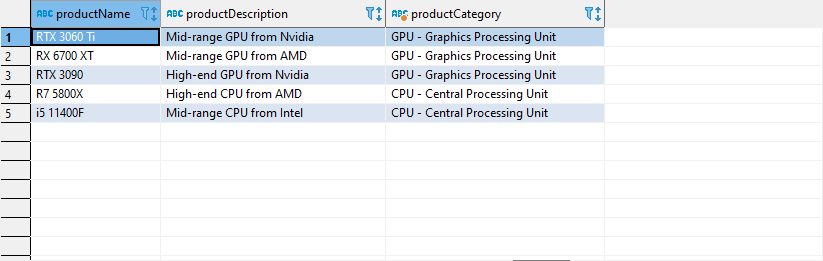 ABC productName ABC productDescription ABC productCategory
1 RTX 3060 Ti Mid-range GPU from Nvidia GPU - Graphics Processing Unit
2 RX 6700 XT Mid-range GPU from AMD GPU - Graphics Processing Unit
3 RTX 3090 High-end GPU from Nvidia GPU - Graphics Processing Unit
4 R7 5800X High-end CPU from AMD CPU - Central Processing Unit
5 i5 11400F Mid-range CPU from Intel CPU - Central Processing Unit